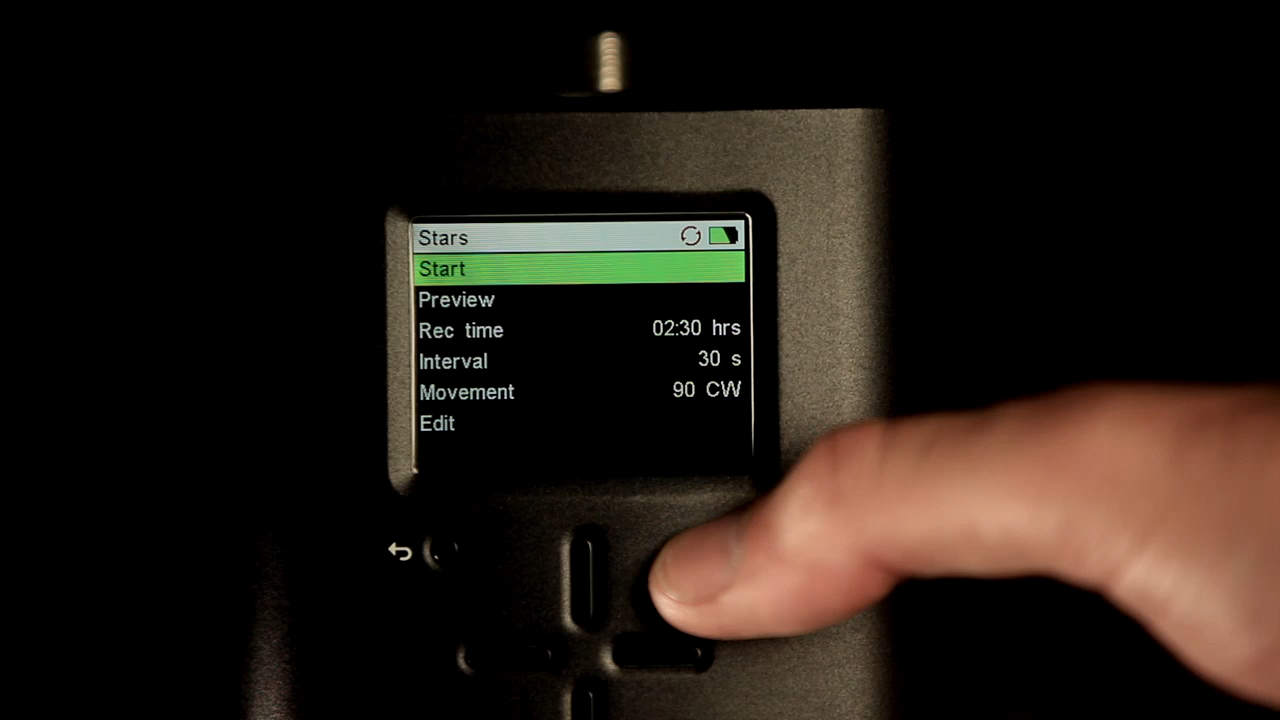 Stars
Start
Preview
Rec time 02:30 hrs
Interval 30 s
Movement 90 CW
Edit